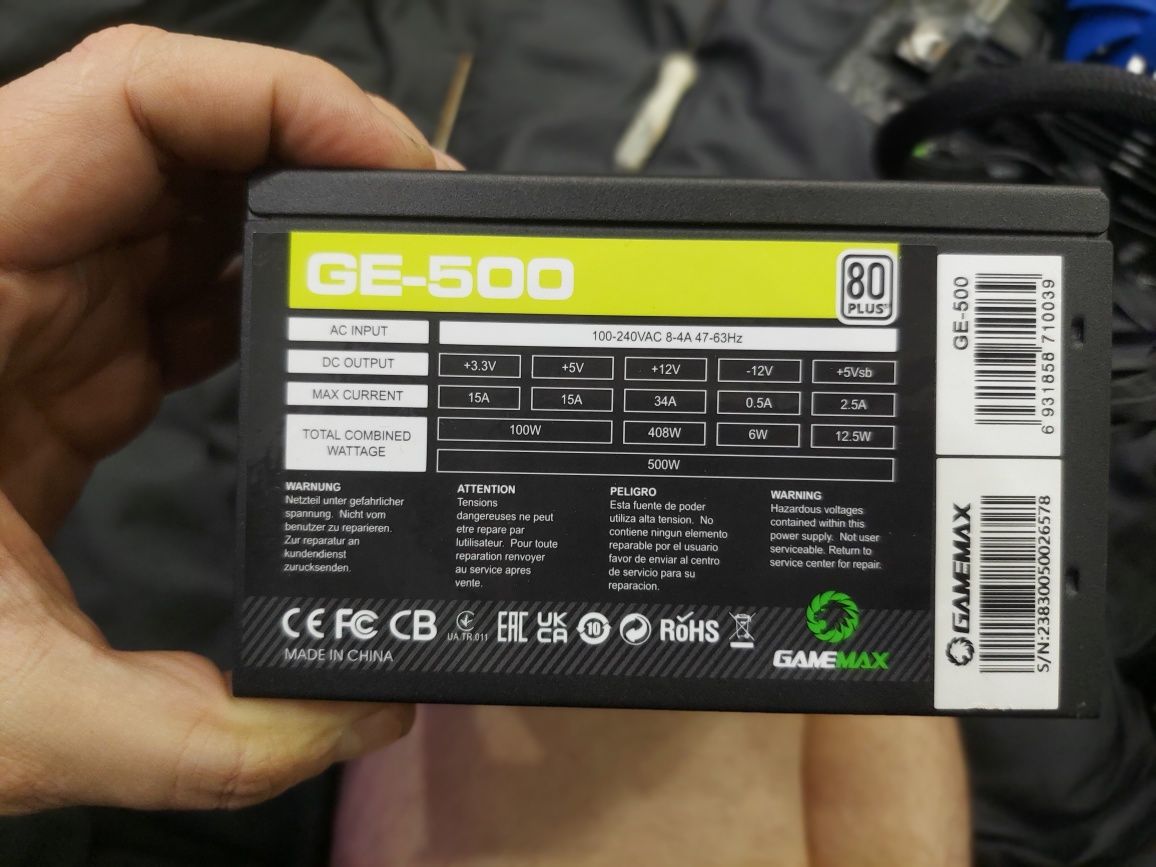 GE-500
80
PLUS
AC INPUT
100-240VAC 8-4A 47-63Hz
DC OUTPUT
+3.3V
+5V
+12V
-12V
+5Vsb
MAX CURRENT
15A
15A
34A
0.5A
2.5A
TOTAL COMBINED
WATTAGE
100W
408W
6W
12.5W
500W
WARNUNG
Netzteil unter gefahrlicher
spannung. Nicht vom
benutzer zu reparieren.
Zur reparatur an
kundendienst
zurucksenden.
ATTENTION
Tensions
dangereuses ne peut
etre repare par
lutilisateur. Pour toute
reparation renvoyer
au service apres
vente.
PELIGRO
Esta fuente de poder
utiliza alta tension. No
contiene ningun elemento
reparable por el usuario
favor de enviar al centro
de servicio para su
reparacion.
WARNING
Hazardous voltages
contained within this
power supply. Not user
serviceable. Return to
service center for repair.
CE FC CB
UA.TR.011
EAC
UK
CA
10
RoHS
MADE IN CHINA
GAMEMAX
GE-500
6 931858 710039
GAMEMAX
S/N:23830050026578